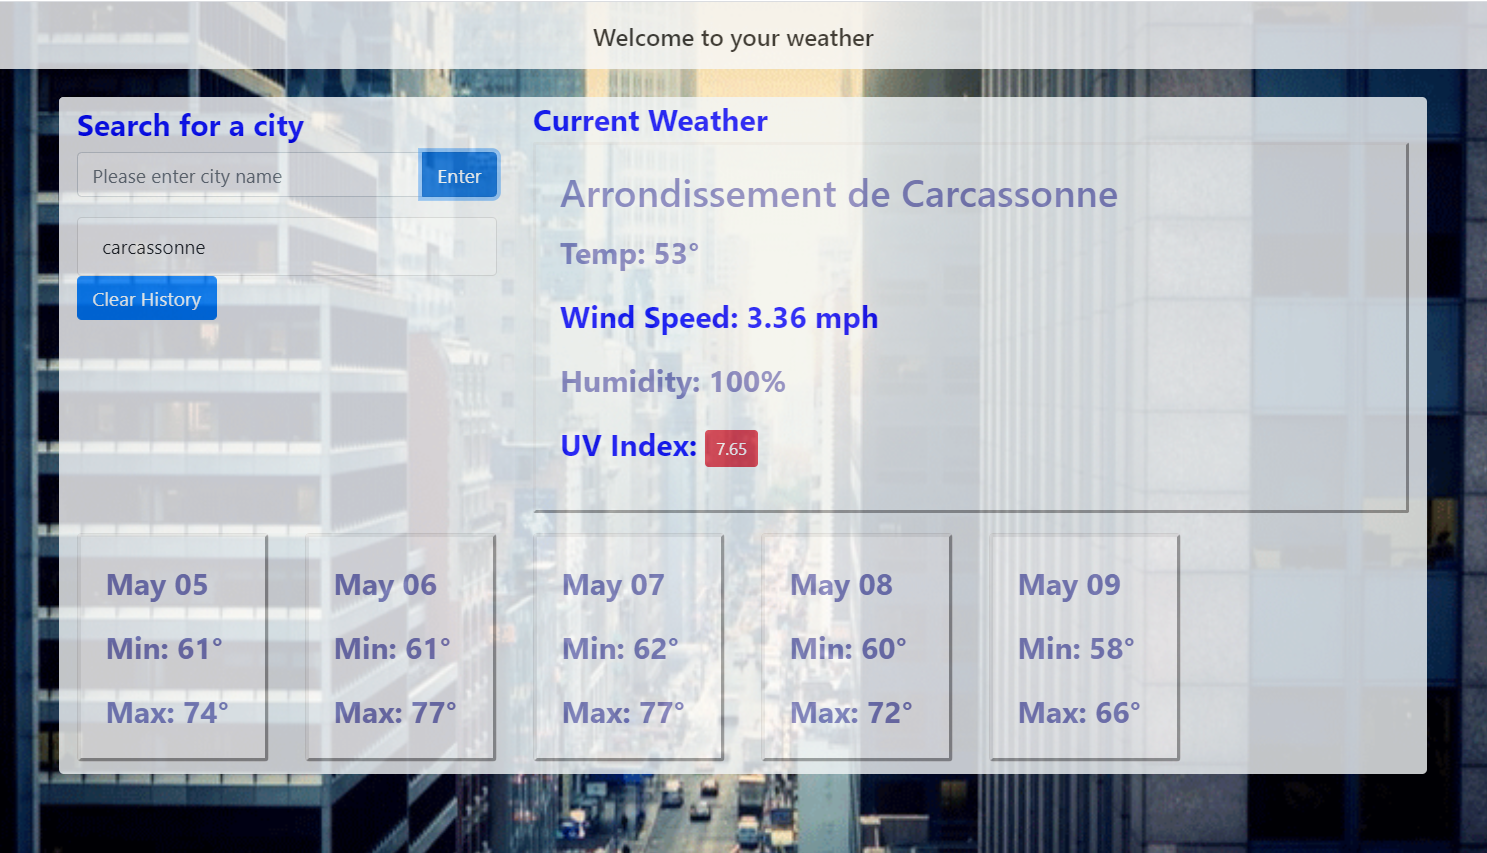 Welcome to your weather
Search for a city
Please enter city name
Enter
carcassonne
Clear History
Current Weather
Arrondissement de Carcassonne
Temp: 53°
Wind Speed: 3.36 mph
Humidity: 100%
UV Index: 7.65
May 05
Min: 61°
Max: 74°
May 06
Min: 61°
Max: 77°
May 07
Min: 62°
Max: 77°
May 08
Min: 60°
Max: 72°
May 09
Min: 58°
Max: 66°